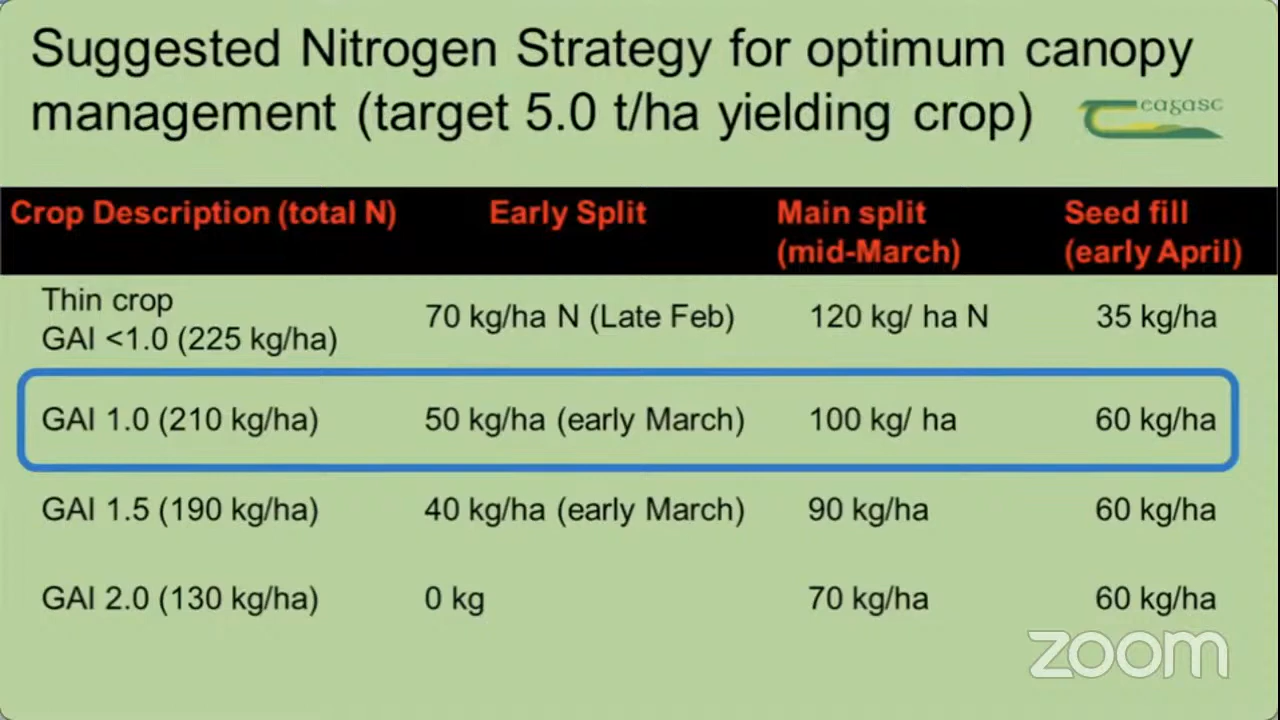 Suggested Nitrogen Strategy for optimum canopy
management (target 5.0 t/ha yielding crop)
teagasc
Crop Description (total N) Early Split Main split Seed fill
(mid-March) (early April)
Thin crop
GAI <1.0 (225 kg/ha) 70 kg/ha N (Late Feb) 120 kg/ ha N 35 kg/ha
GAI 1.0 (210 kg/ha) 50 kg/ha (early March) 100 kg/ ha 60 kg/ha
GAI 1.5 (190 kg/ha) 40 kg/ha (early March) 90 kg/ha 60 kg/ha
GAI 2.0 (130 kg/ha) 0 kg 70 kg/ha 60 kg/ha
zoom